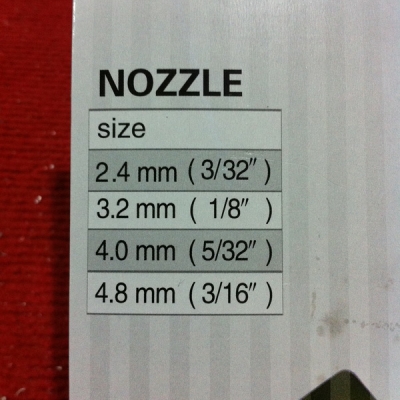 NOZZLE
size
2.4 mm ( 3/32″ )
3.2 mm ( 1/8″ )
4.0 mm ( 5/32″ )
4.8 mm ( 3/16″ )